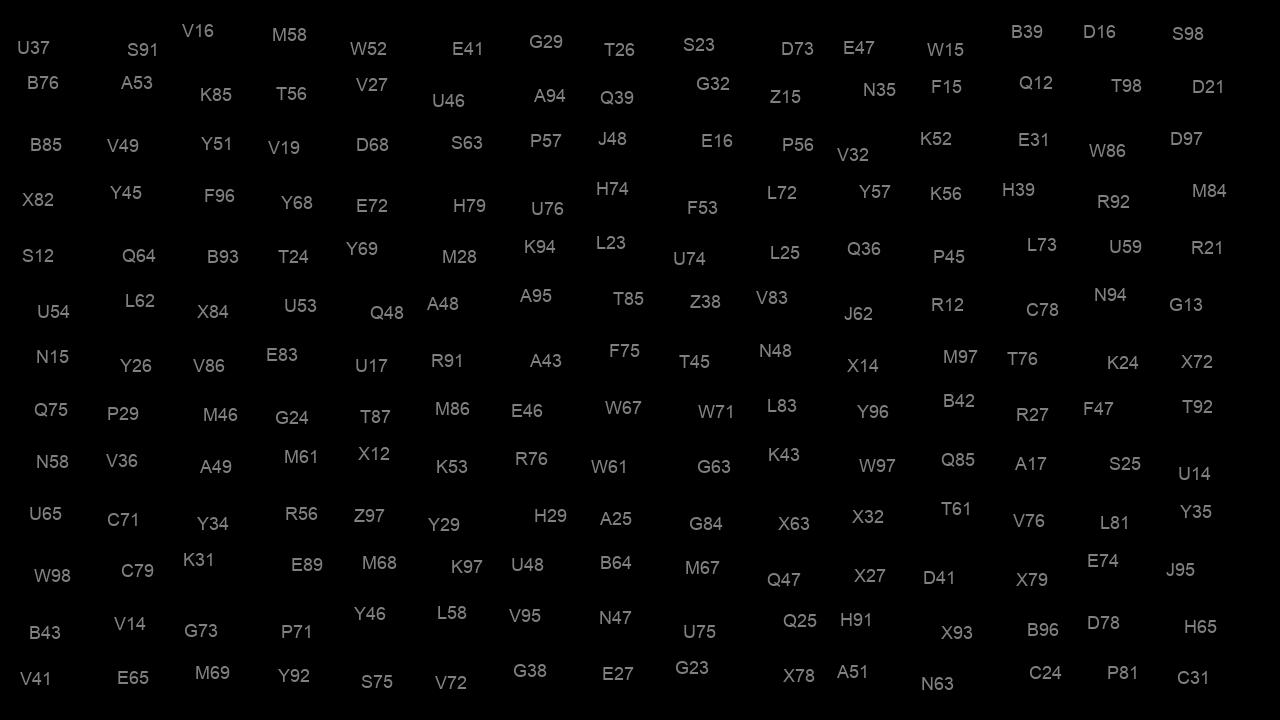 U37 S91 V16 M58 W52 E41 G29 T26 S23 D73 E47 W15 B39 D16 S98
B76 A53 K85 T56 V27 U46 A94 Q39 G32 Z15 N35 F15 Q12 T98 D21
B85 V49 Y51 V19 D68 S63 P57 J48 E16 P56 V32 K52 E31 W86 D97
X82 Y45 F96 Y68 E72 H79 U76 H74 F53 L72 Y57 K56 H39 R92 M84
S12 Q64 B93 T24 Y69 M28 K94 L23 U74 L25 Q36 P45 L73 U59 R21
U54 L62 X84 U53 Q48 A48 A95 T85 Z38 V83 J62 R12 C78 N94 G13
N15 Y26 V86 E83 U17 R91 A43 F75 T45 N48 X14 M97 T76 K24 X72
Q75 P29 M46 G24 T87 M86 E46 W67 W71 L83 Y96 B42 R27 F47 T92
N58 V36 A49 M61 X12 K53 R76 W61 G63 K43 W97 Q85 A17 S25 U14
U65 C71 Y34 R56 Z97 Y29 H29 A25 G84 X63 X32 T61 V76 L81 Y35
W98 C79 K31 E89 M68 K97 U48 B64 M67 Q47 X27 D41 X79 E74 J95
B43 V14 G73 P71 Y46 L58 V95 N47 U75 Q25 H91 X93 B96 D78 H65
V41 E65 M69 Y92 S75 V72 G38 E27 G23 X78 A51 N63 C24 P81 C31